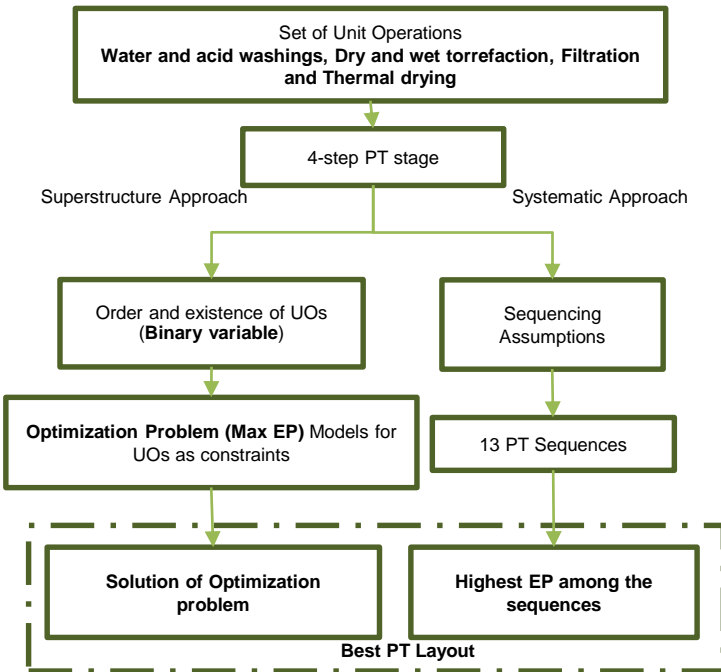 Set of Unit Operations
Water and acid washings, Dry and wet torrefaction, Filtration
and Thermal drying
4-step PT stage
Superstructure Approach
Systematic Approach
Order and existence of UOs
(Binary variable)
Sequencing
Assumptions
Optimization Problem (Max EP) Models for
UOs as constraints
13 PT Sequences
Solution of Optimization
problem
Highest EP among the
sequences
Best PT Layout